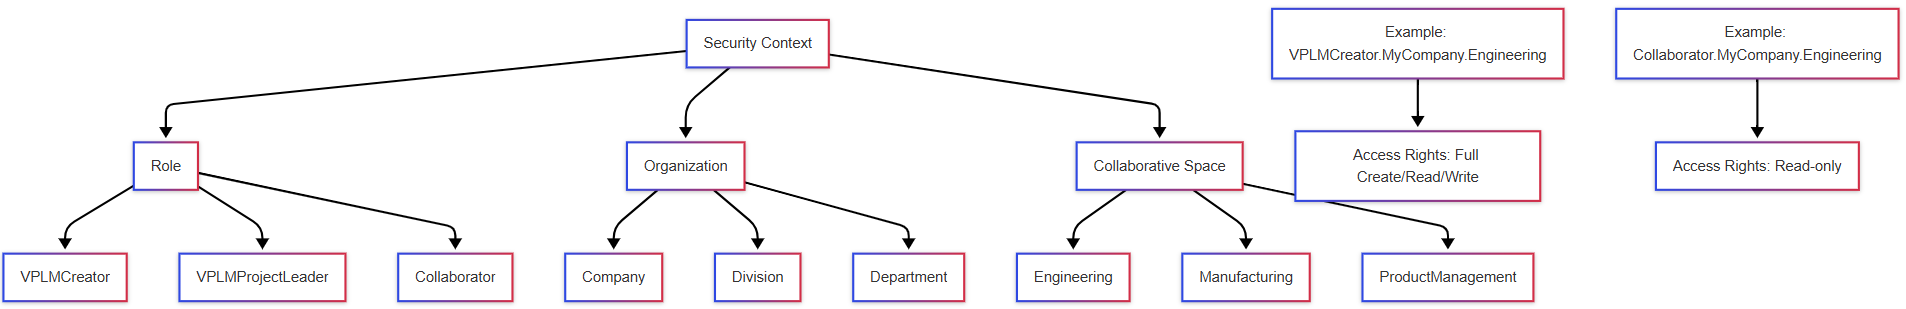 Security Context
Example:
VPLMCreator.MyCompany.Engineering
Example:
Collaborator.MyCompany.Engineering
Role
Organization
Collaborative Space
Access Rights: Full
Create/Read/Write
Access Rights: Read-only
VPLMCreator
VPLMProjectLeader
Collaborator
Company
Division
Department
Engineering
Manufacturing
ProductManagement